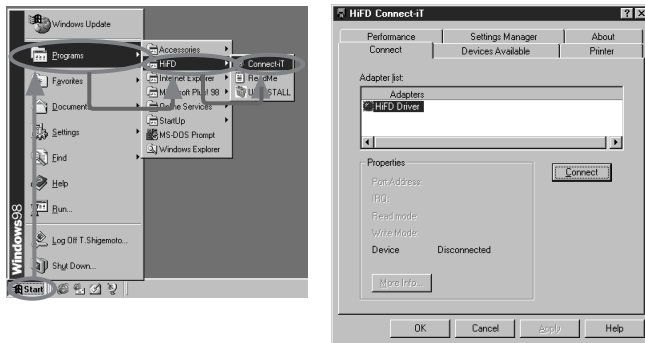 Windows Update
Programs
Favorites
Documents
Settings
Find
Help
Run...
Log Off T.Shigemoto...
Shut Down...
Windows98
Start
Accessories
HiFD
Internet Explorer
Microsoft Plus! 98
Online Services
StartUp
MS-DOS Prompt
Windows Explorer
Connect-iT
ReadMe
UNINSTALL
HiFD Connect-iT
Performance
Settings Manager
About
Connect
Devices Available
Printer
Adapter list:
Adapters
HiFD Driver
Properties
Port Address:
IRQ:
Read mode:
Write Mode:
Device Disconnected
More Info...
Connect
OK
Cancel
Apply
Help